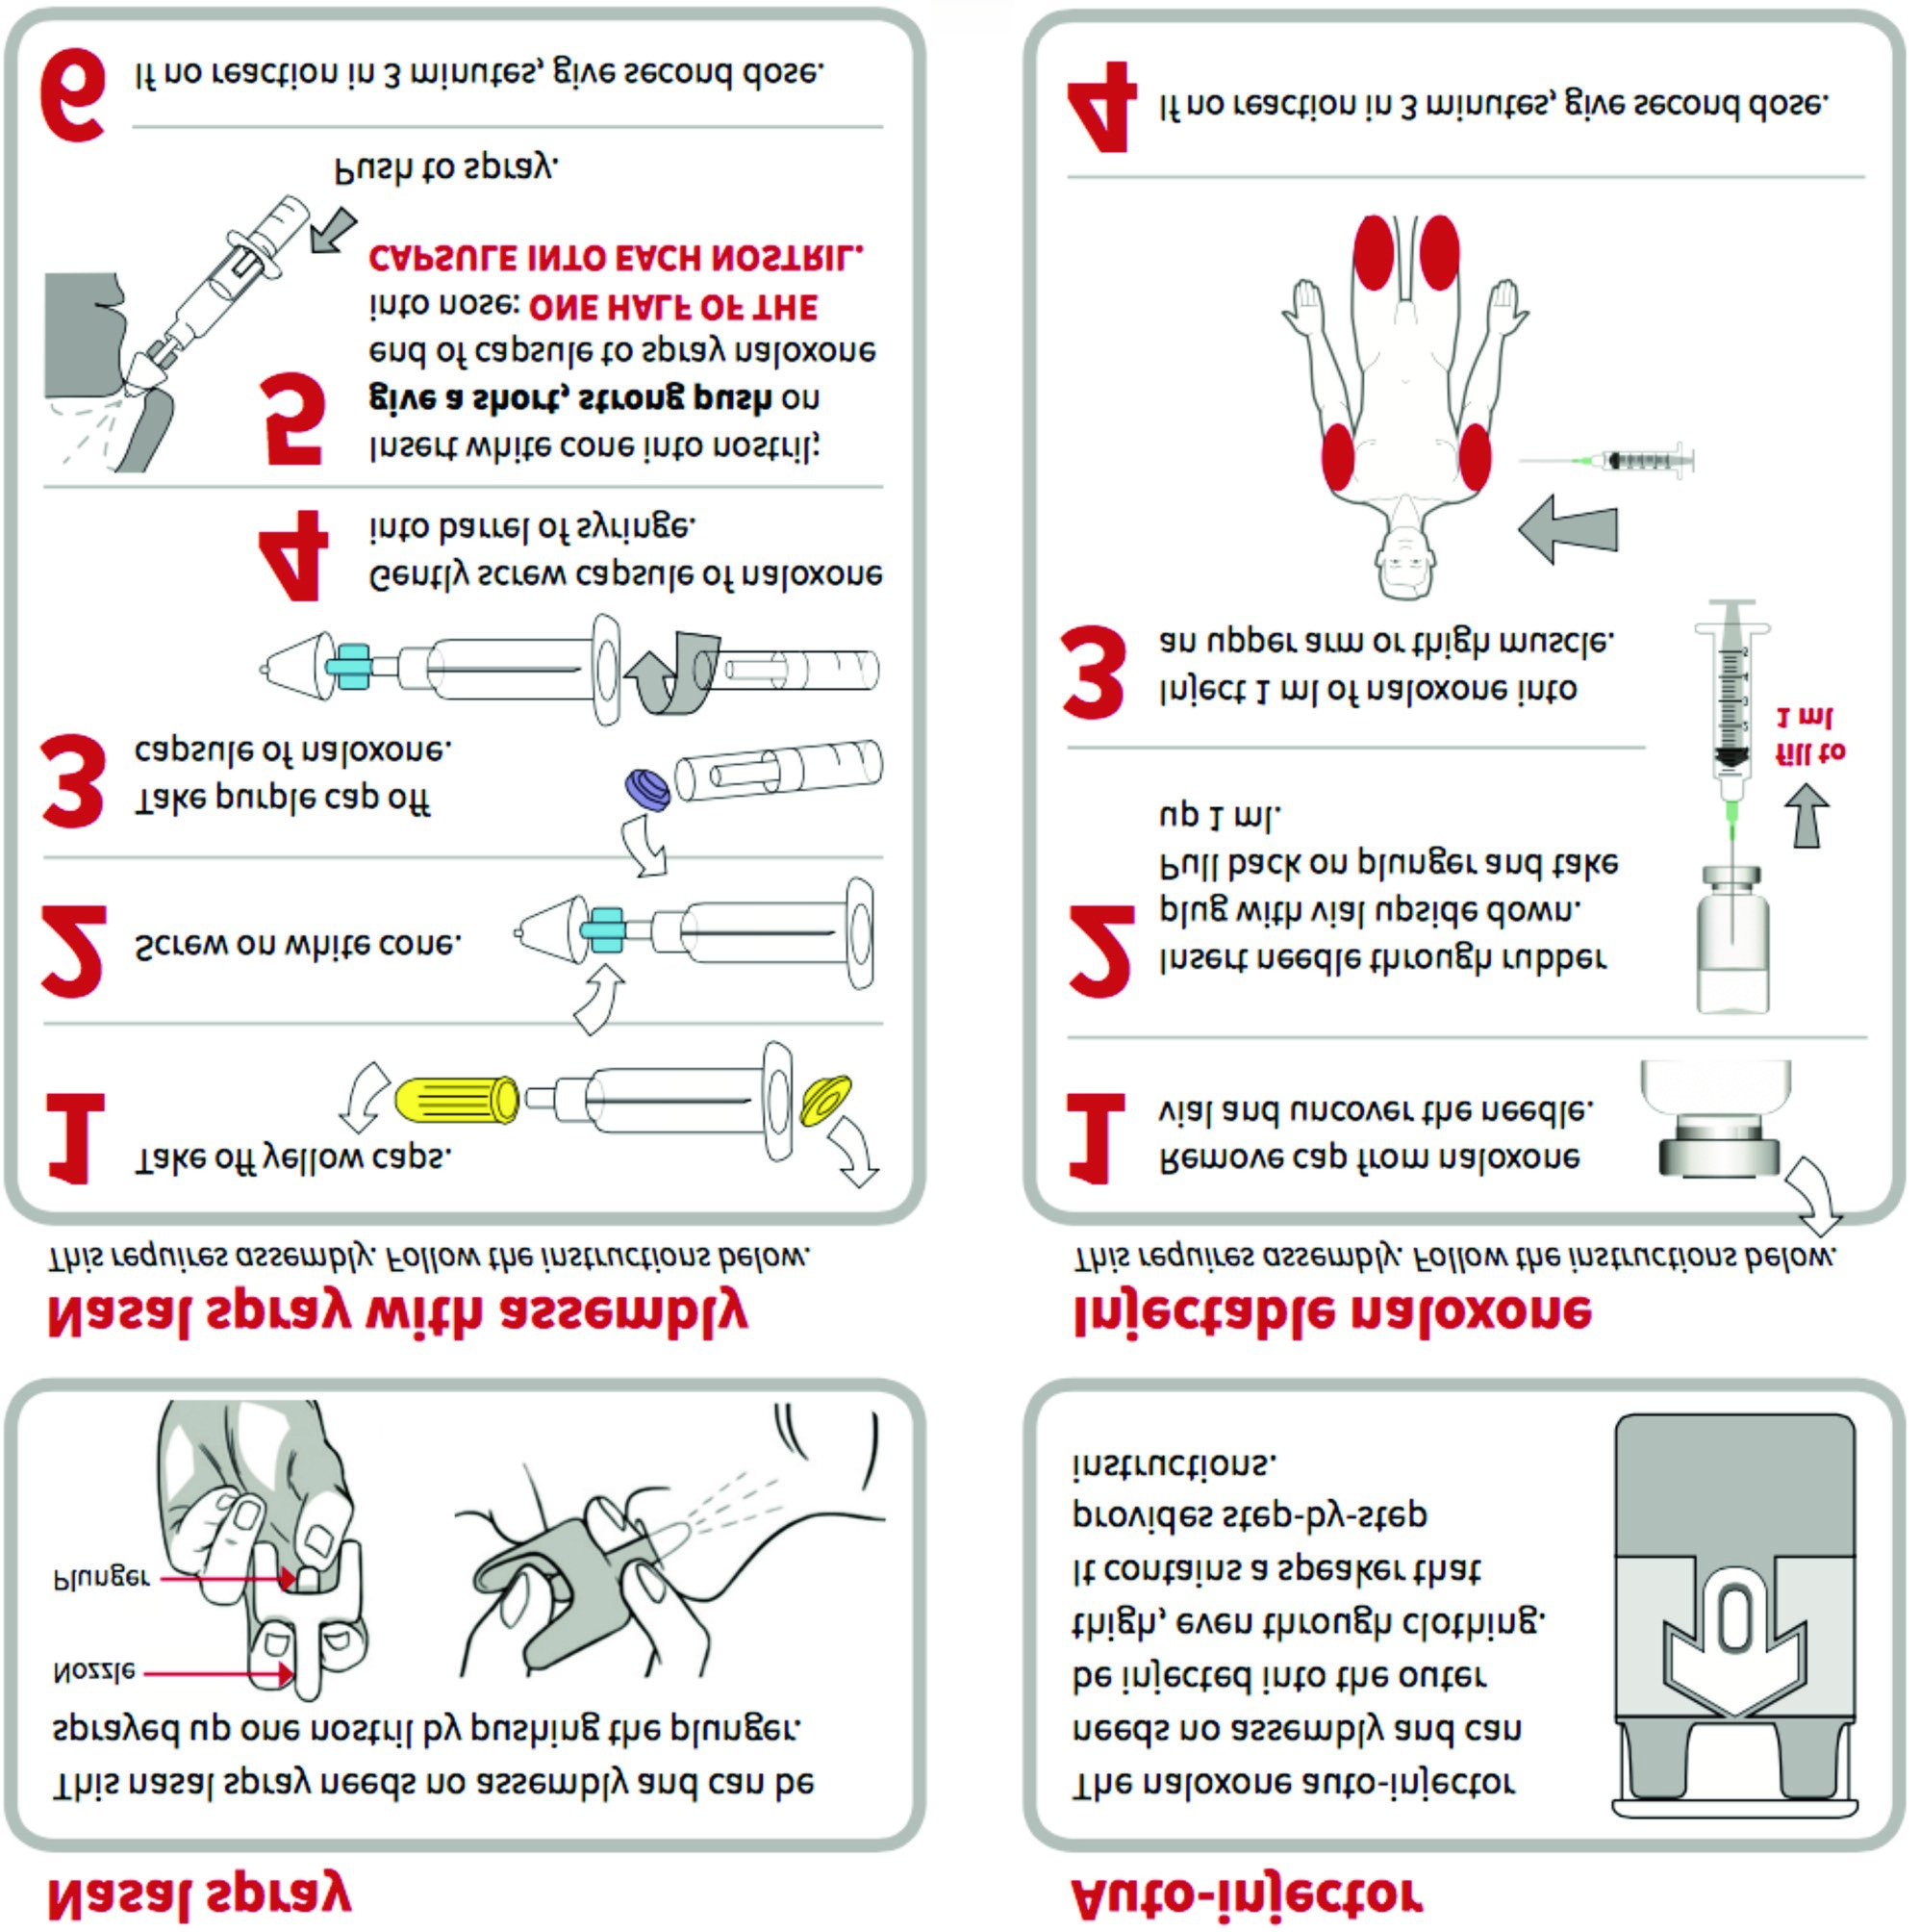 Nasal spray
This nasal spray needs no assembly and can be
sprayed up one nostril by pushing the plunger.
Nozzle
Plunger
Auto-injector
The naloxone auto-injector
needs no assembly and can
be injected into the outer
thigh, even through clothing.
It contains a speaker that
provides step-by-step
instructions.
Nasal spray with assembly
This requires assembly. Follow the instructions below.
1
Take off yellow caps.
2
Screw on white cone.
3
Take purple cap off
capsule of naloxone.
4
Gently screw capsule of naloxone
into barrel of syringe.
5
Insert white cone into nostril;
give a short, strong push on
end of capsule to spray naloxone
into nose: ONE HALF OF THE
CAPSULE INTO EACH NOSTRIL.
Push to spray.
6
If no reaction in 3 minutes, give second dose.
Injectable naloxone
This requires assembly. Follow the instructions below.
1
Remove cap from naloxone
vial and uncover the needle.
2
Insert needle through rubber
plug with vial upside down.
Pull back on plunger and take
up 1 ml.
fill to
1 ml
3
Inject 1 ml of naloxone into
an upper arm or thigh muscle.
4
If no reaction in 3 minutes, give second dose.